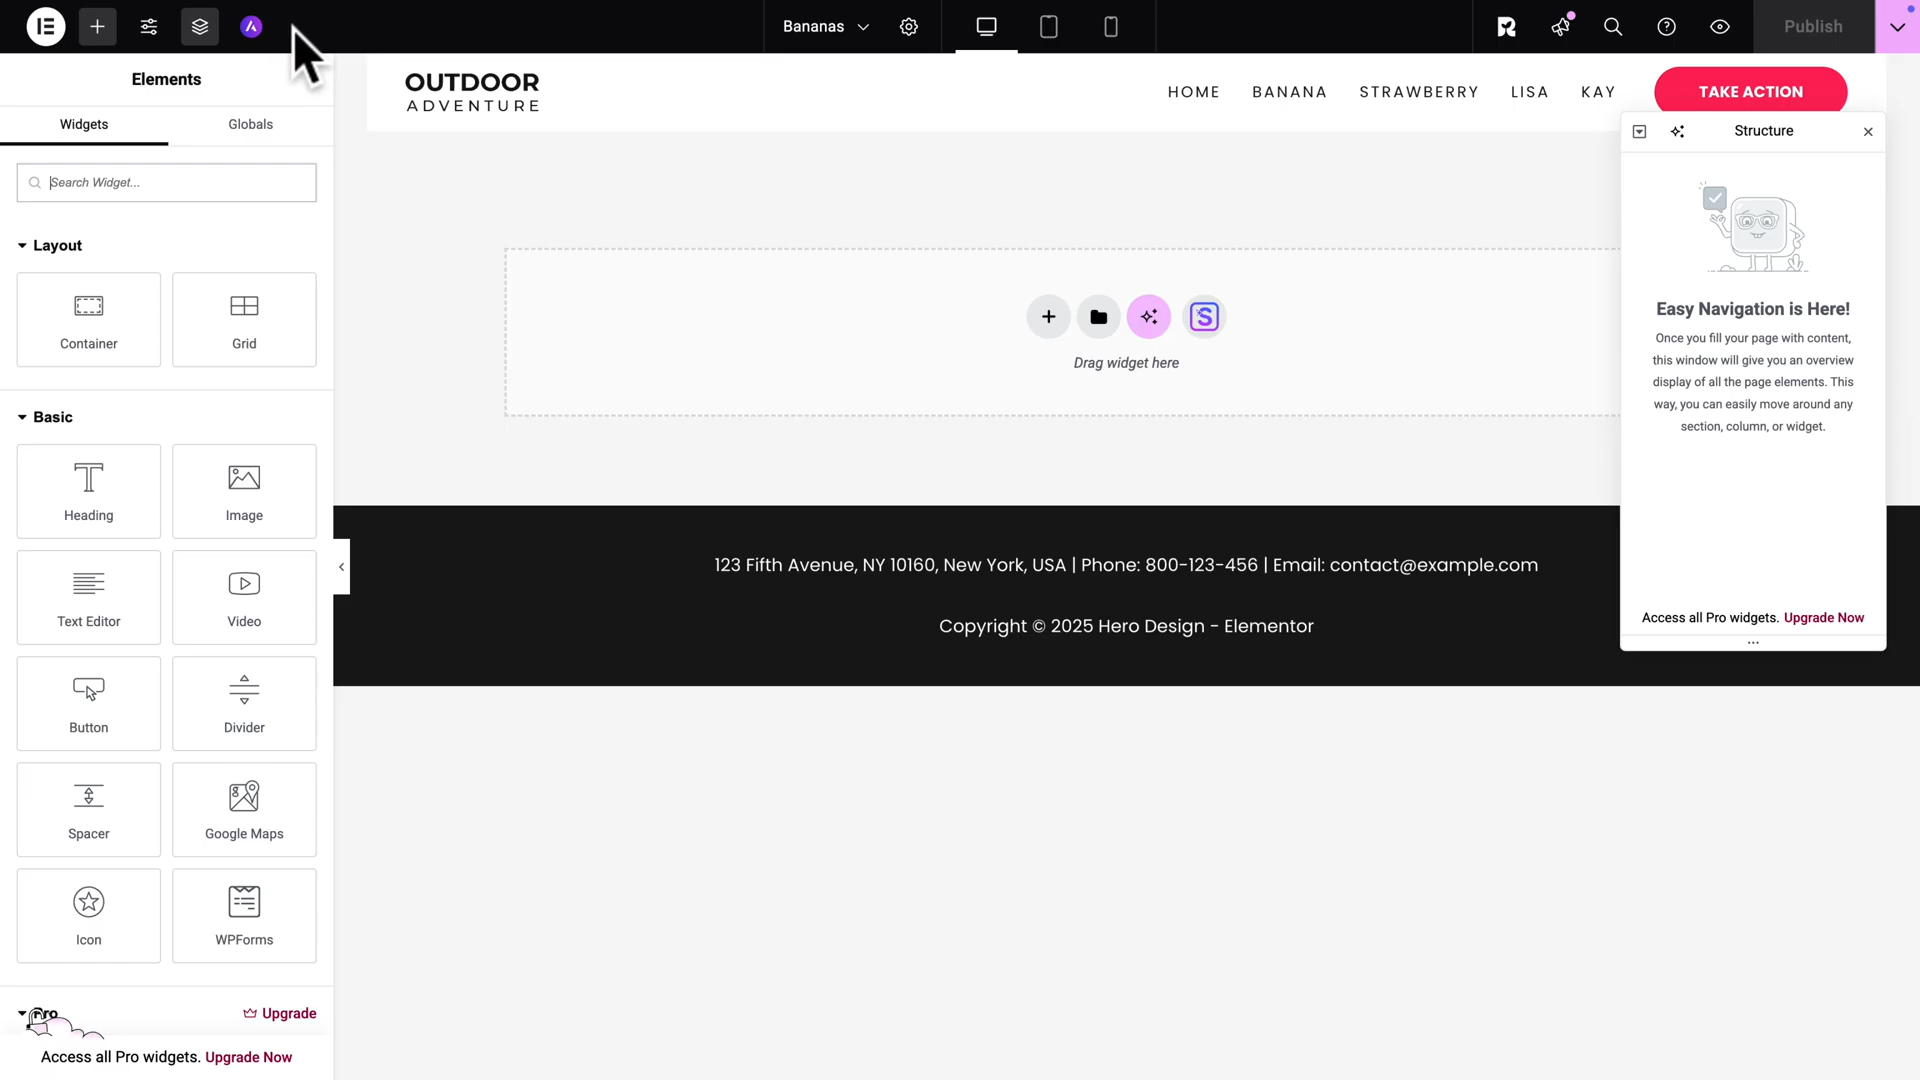 Bananas
Publish
Elements
Widgets
Globals
Search Widget...
Layout
Container
Grid
Basic
Heading
Image
Text Editor
Video
Button
Divider
Spacer
Google Maps
Icon
WPForms
Pro
Upgrade
Access all Pro widgets. Upgrade Now
OUTDOOR
ADVENTURE
HOME
BANANA
STRAWBERRY
LISA
KAY
TAKE ACTION
Drag widget here
123 Fifth Avenue, NY 10160, New York, USA | Phone: 800-123-456 | Email: contact@example.com
Copyright © 2025 Hero Design - Elementor
Structure
Easy Navigation is Here!
Once you fill your page with content,
this window will give you an overview
display of all the page elements. This
way, you can easily move around any
section, column, or widget.
Access all Pro widgets. Upgrade Now